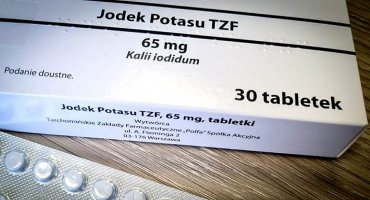 Jodek Potasu TZF
65 mg
Kalii iodidum
Podanie doustne.
30 tabletek
Jodek Potasu TZF, 65 mg, tabletki
Wytwórca
Tarchomińskie Zakłady Farmaceutyczne „Polfa” Spółka Akcyjna
ul. A. Fleminga 2
03-176 Warszawa